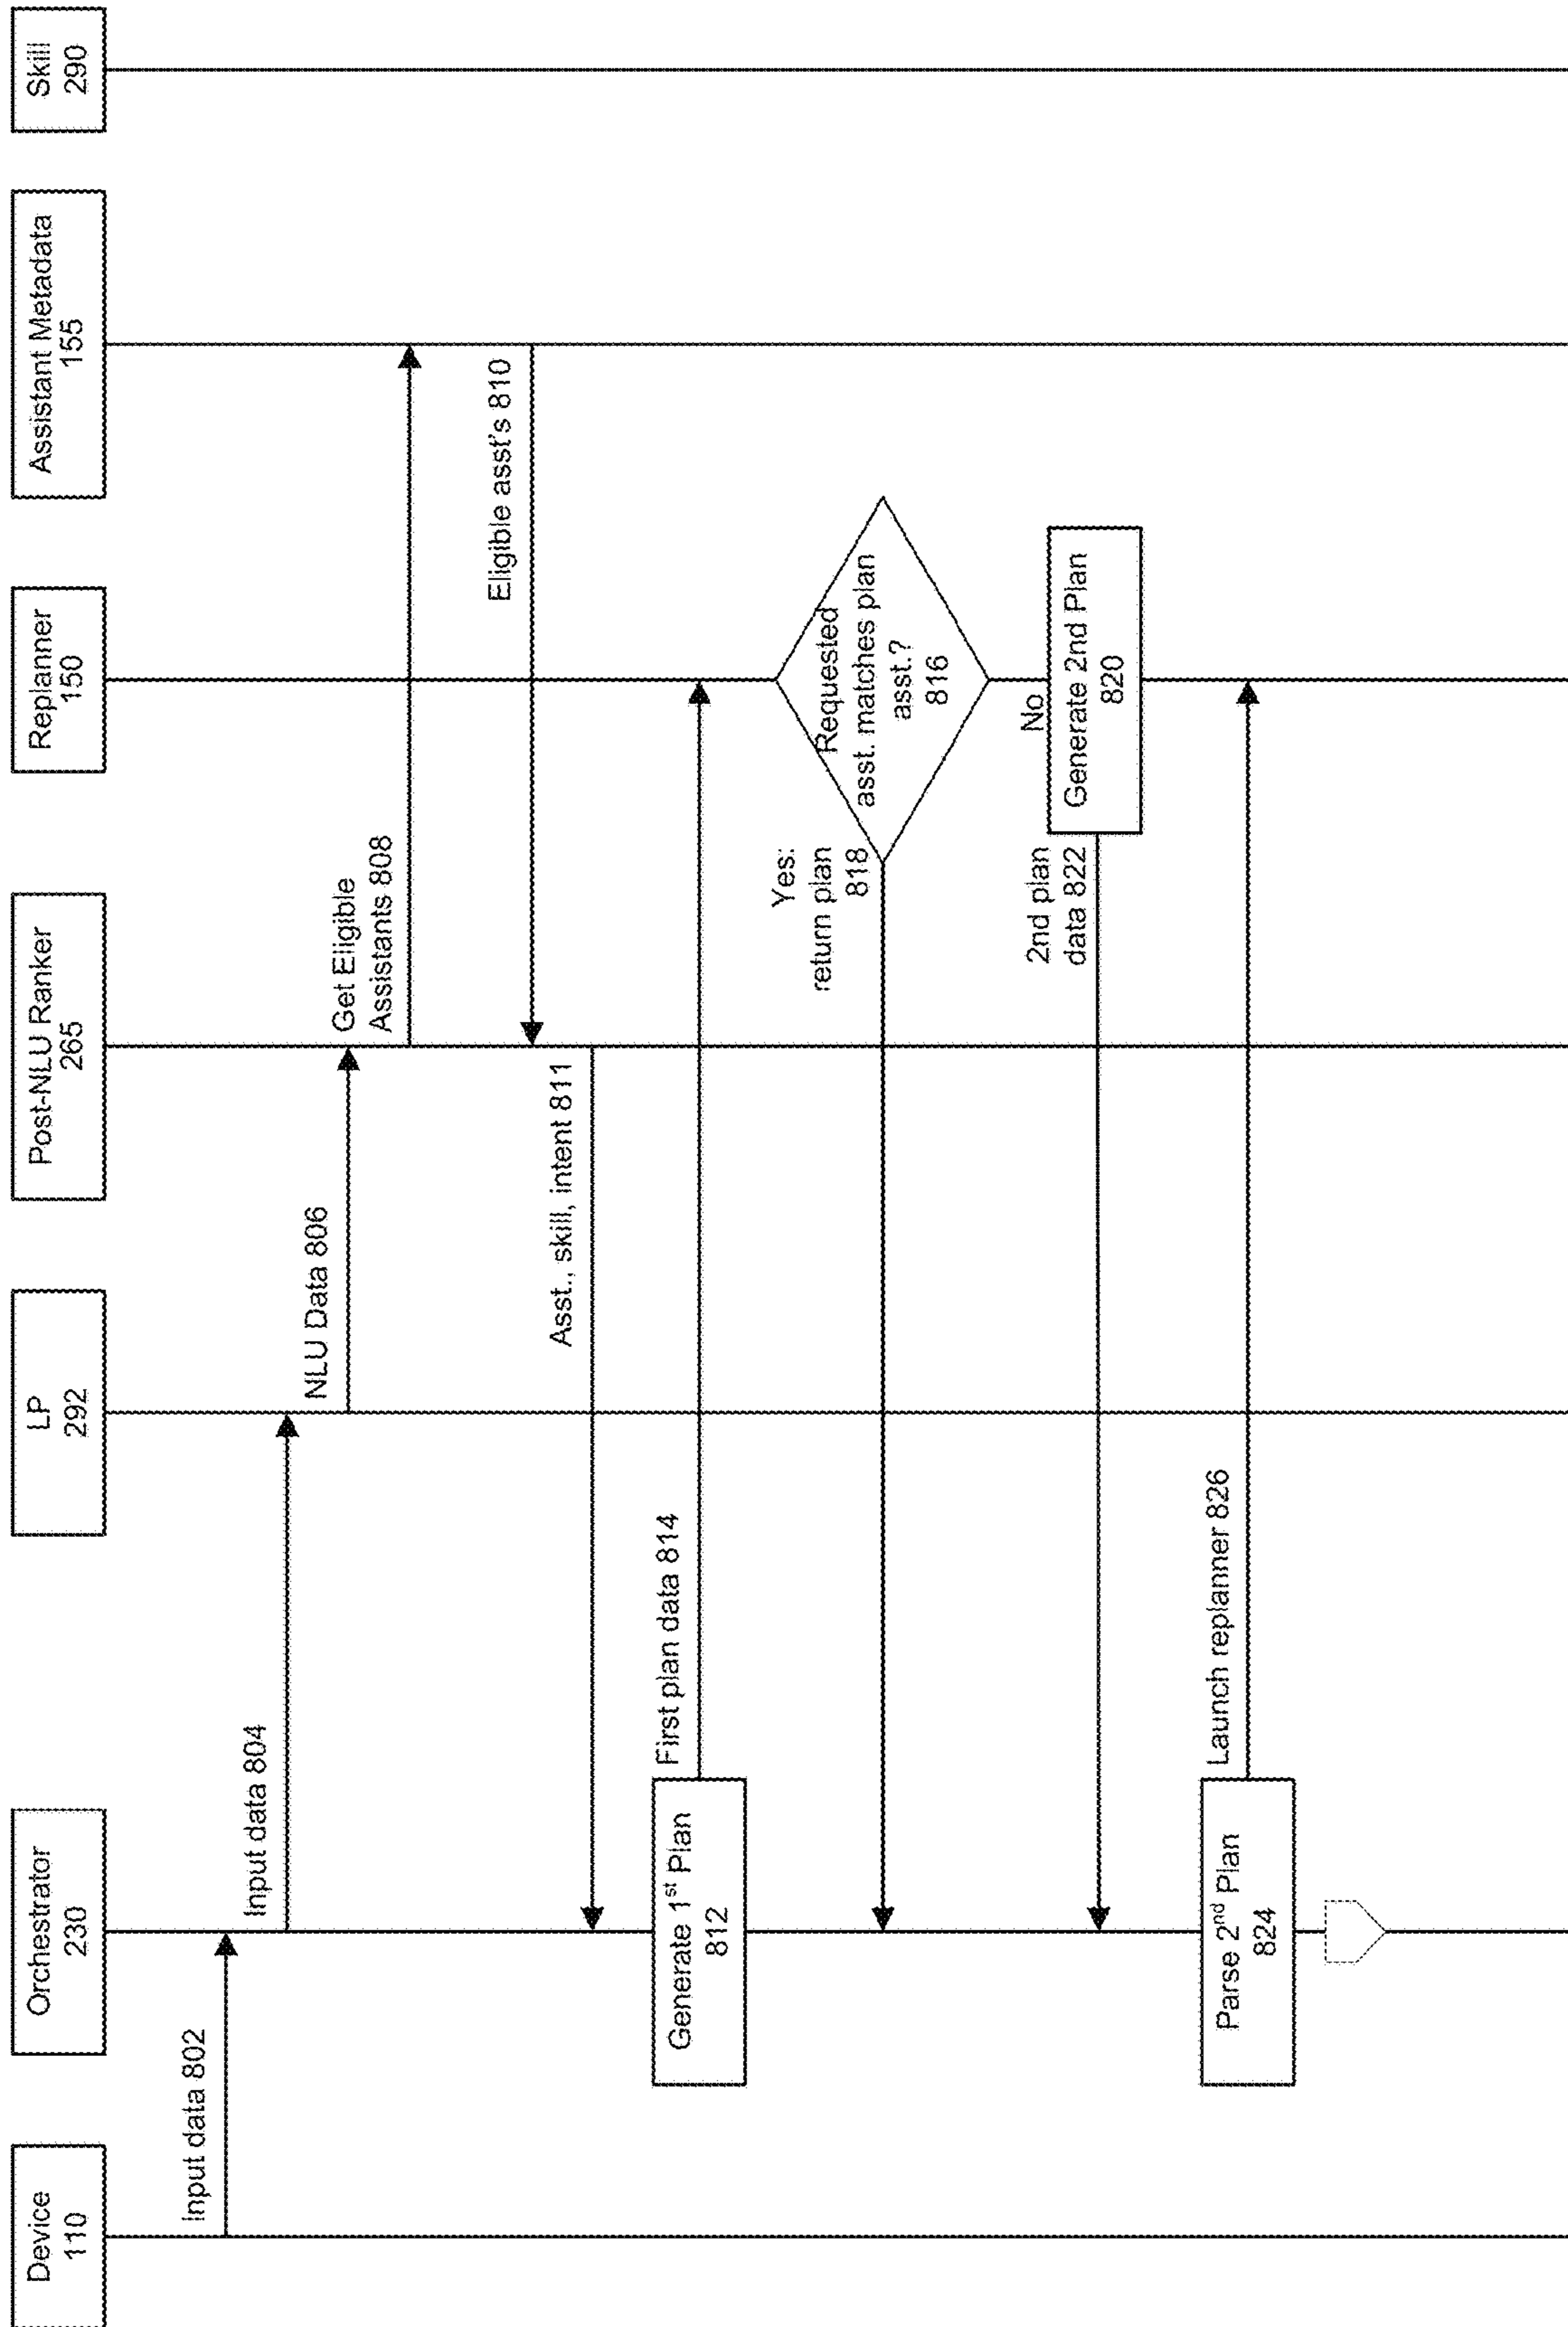 Device
110
Orchestrator
230
LP
292
Post-NLU Ranker
265
Replanner
150
Assistant Metadata
155
Skill
290
Input data 802
Input data 804
NLU Data 806
Get Eligible
Assistants 808
Eligible asst's 810
Asst., skill, intent 811
Generate 1st Plan
812
First plan data 814
Requested
asst. matches plan
asst.?
816
Yes:
return plan
818
No
Generate 2nd Plan
820
2nd plan
data 822
Parse 2nd Plan
824
Launch replanner 826